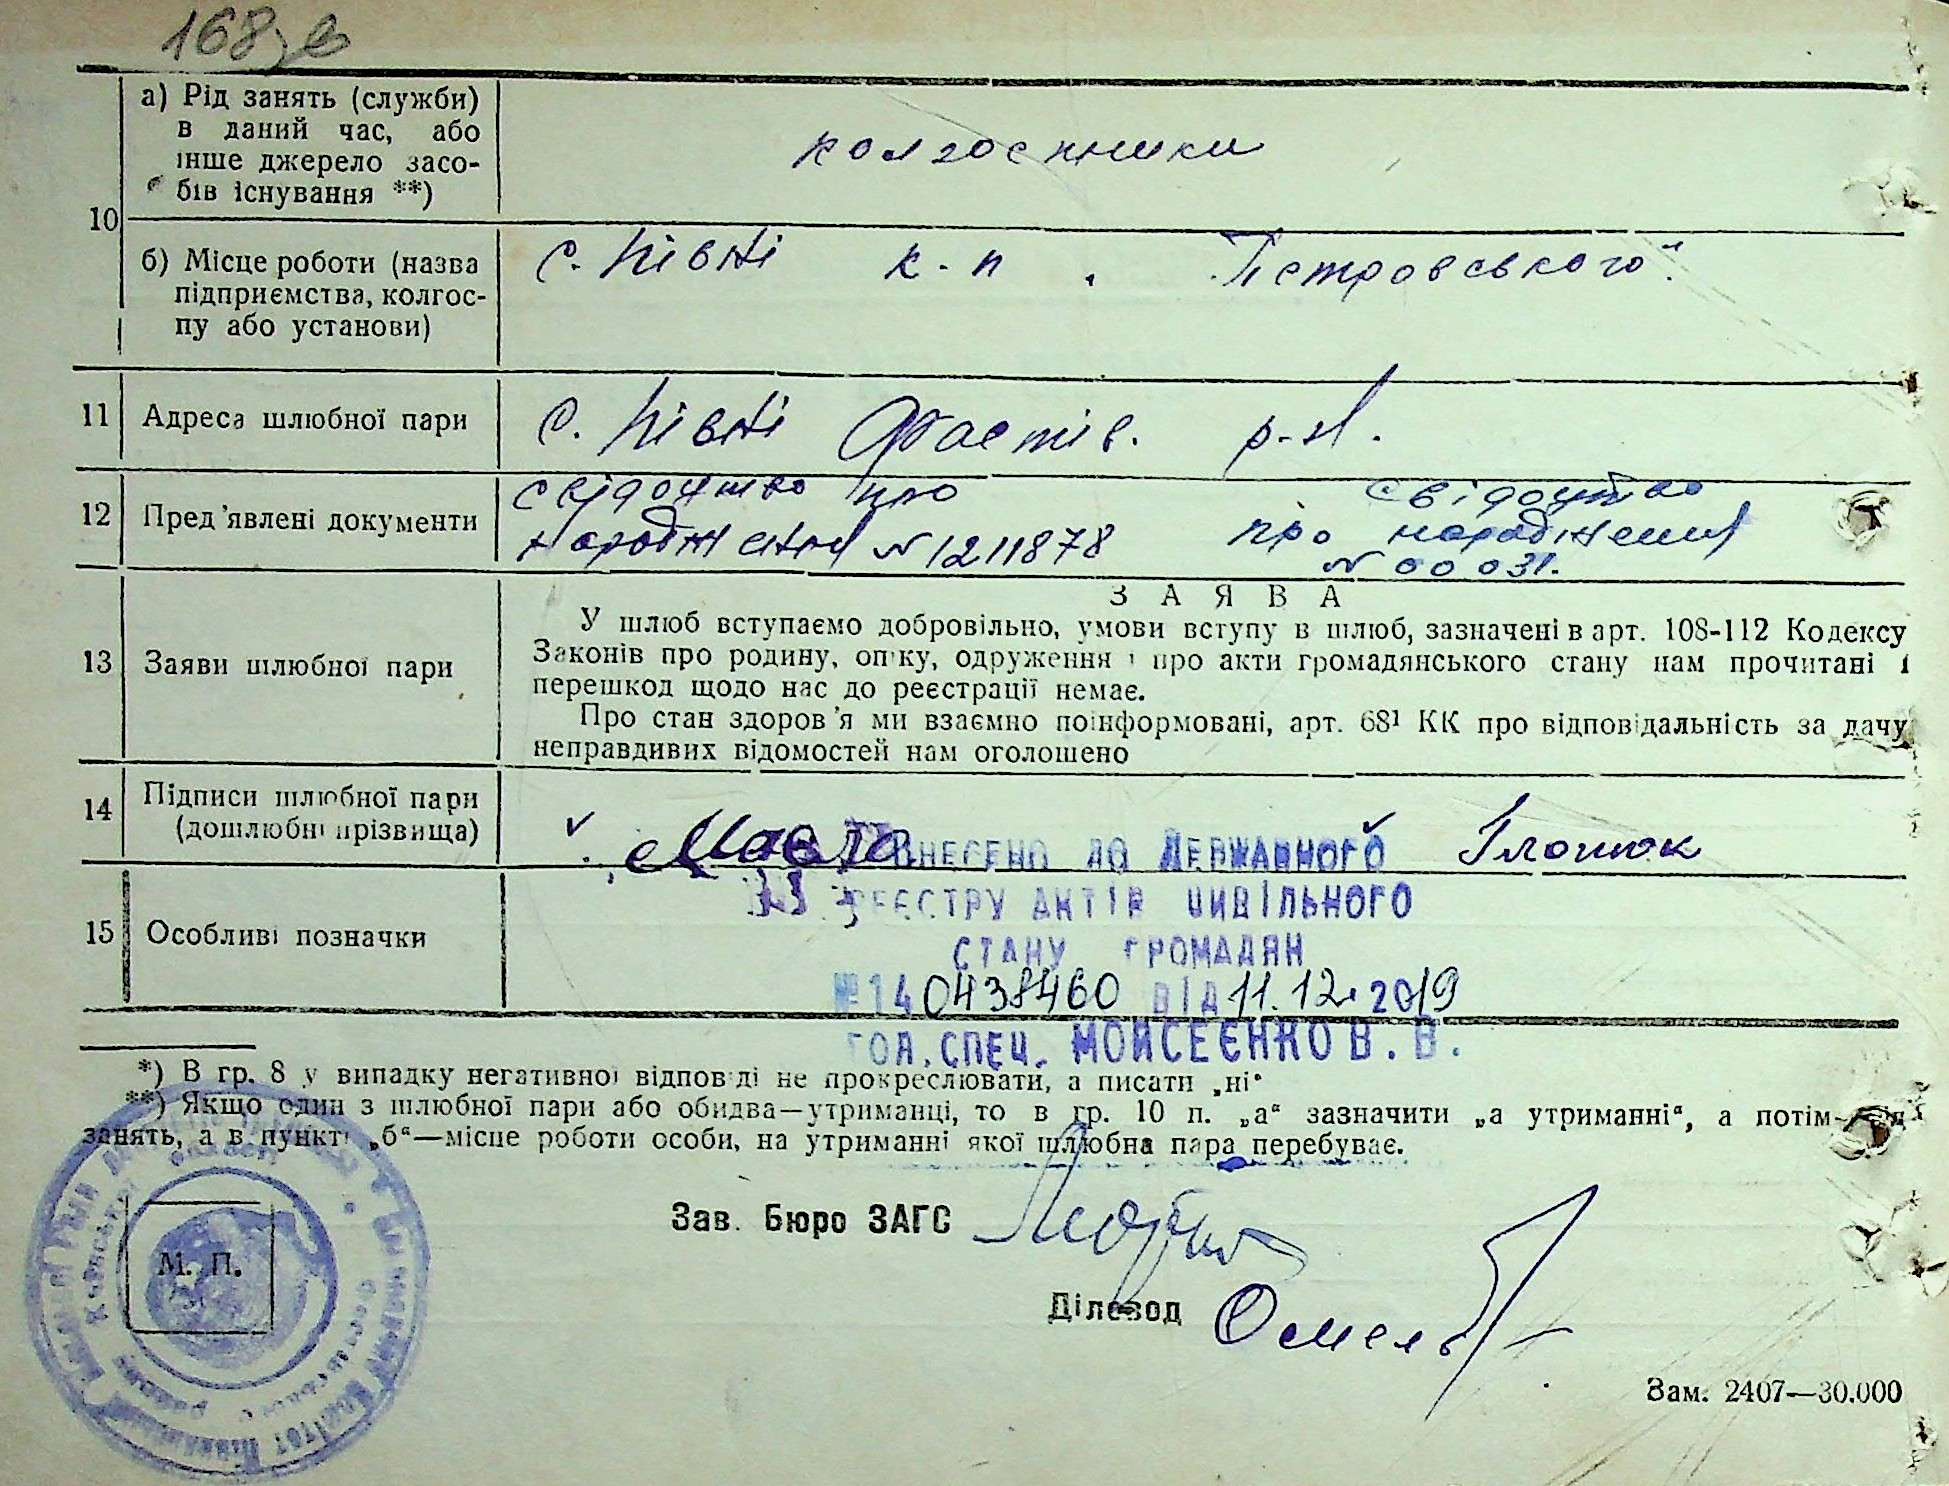 168 зв
10
а) Рід занять (служби)
в даний час, або
інше джерело засо-
бів існування **)
колгоспники
б) Місце роботи (назва
підприємства, колгос-
пу або установи)
с. Півні к-п „Петровського"
11 Адреса шлюбної пари
с. Півні Фастів. р-н.
12 Пред'явлені документи
свідоцтво про
народження № 1211878
свідоцтво
про народження
№ 00031.
13 Заяви шлюбної пари
ЗАЯВА
У шлюб вступаємо добровільно, умови вступу в шлюб, зазначені в арт. 108-112 Кодексу
Законів про родину, опіку, одруження і про акти громадянського стану нам прочитані і
перешкод щодо нас до реєстрації немає.
Про стан здоров'я ми взаємно поінформовані, арт. 68¹ КК про відповідальність за дачу
неправдивих відомостей нам оголошено
14 Підписи шлюбної пари
(дошлюбні прізвища)
ВНЕСЕНО ДО ДЕРЖАВНОГО
РЕЄСТРУ АКТІВ ЦИВІЛЬНОГО
СТАНУ ГРОМАДЯН
№ 140438460 ВІД 11.12.2019
ГОЛ. СПЕЦ. МОЙСЕЄНКО В. В.
15 Особливі позначки
*) В гр. 8 у випадку негативної відповіді не прокреслювати, а писати „ні“
**) Якщо один з шлюбної пари або обидва—утриманці, то в гр. 10 п. „а“ зазначити „а утриманні“, а потім рід
занять, а в пункті „б“—місце роботи особи, на утриманні якої шлюбна пара перебуває.
М. П.
Зав. Бюро ЗАГС
Діловод
Зам. 2407—30.000